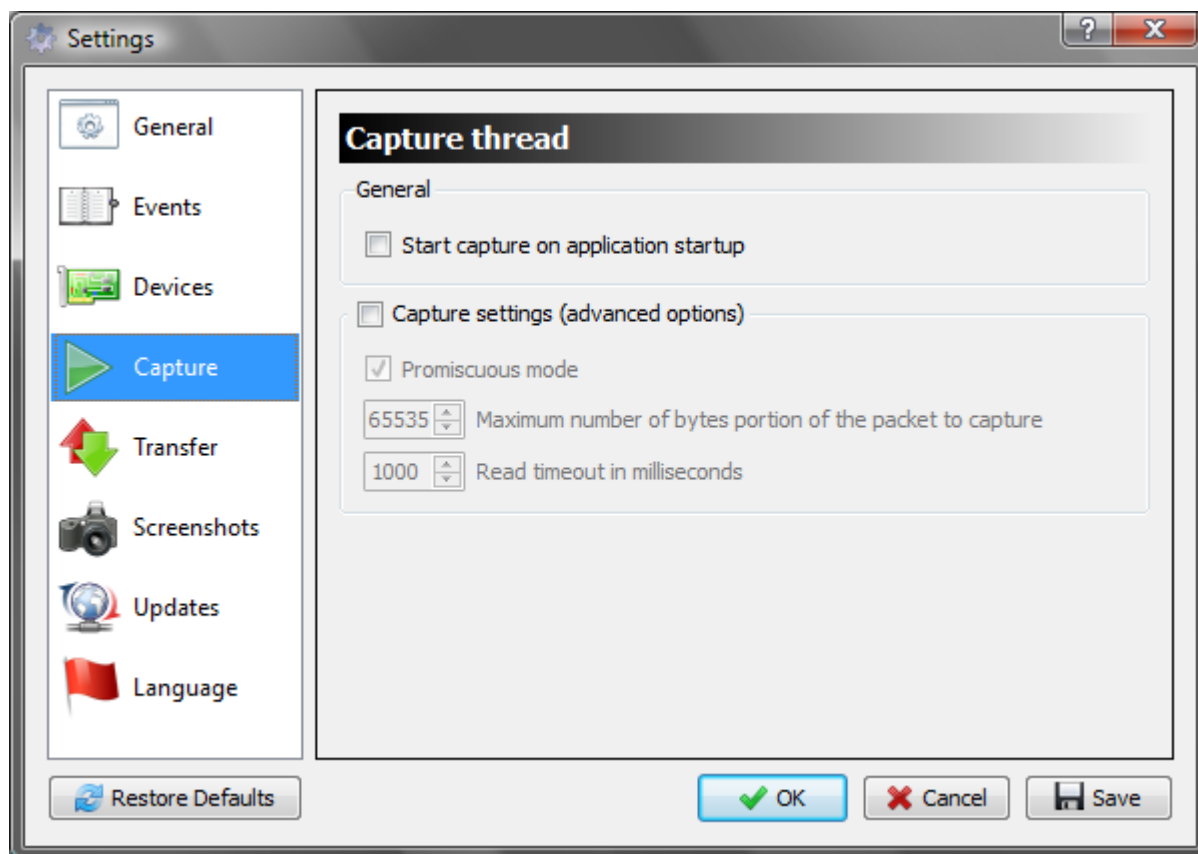 Settings
General
Events
Devices
Capture
Transfer
Screenshots
Updates
Language
Capture thread
General
Start capture on application startup
Capture settings (advanced options)
Promiscuous mode
65535 Maximum number of bytes portion of the packet to capture
1000 Read timeout in milliseconds
Restore Defaults OK Cancel Save